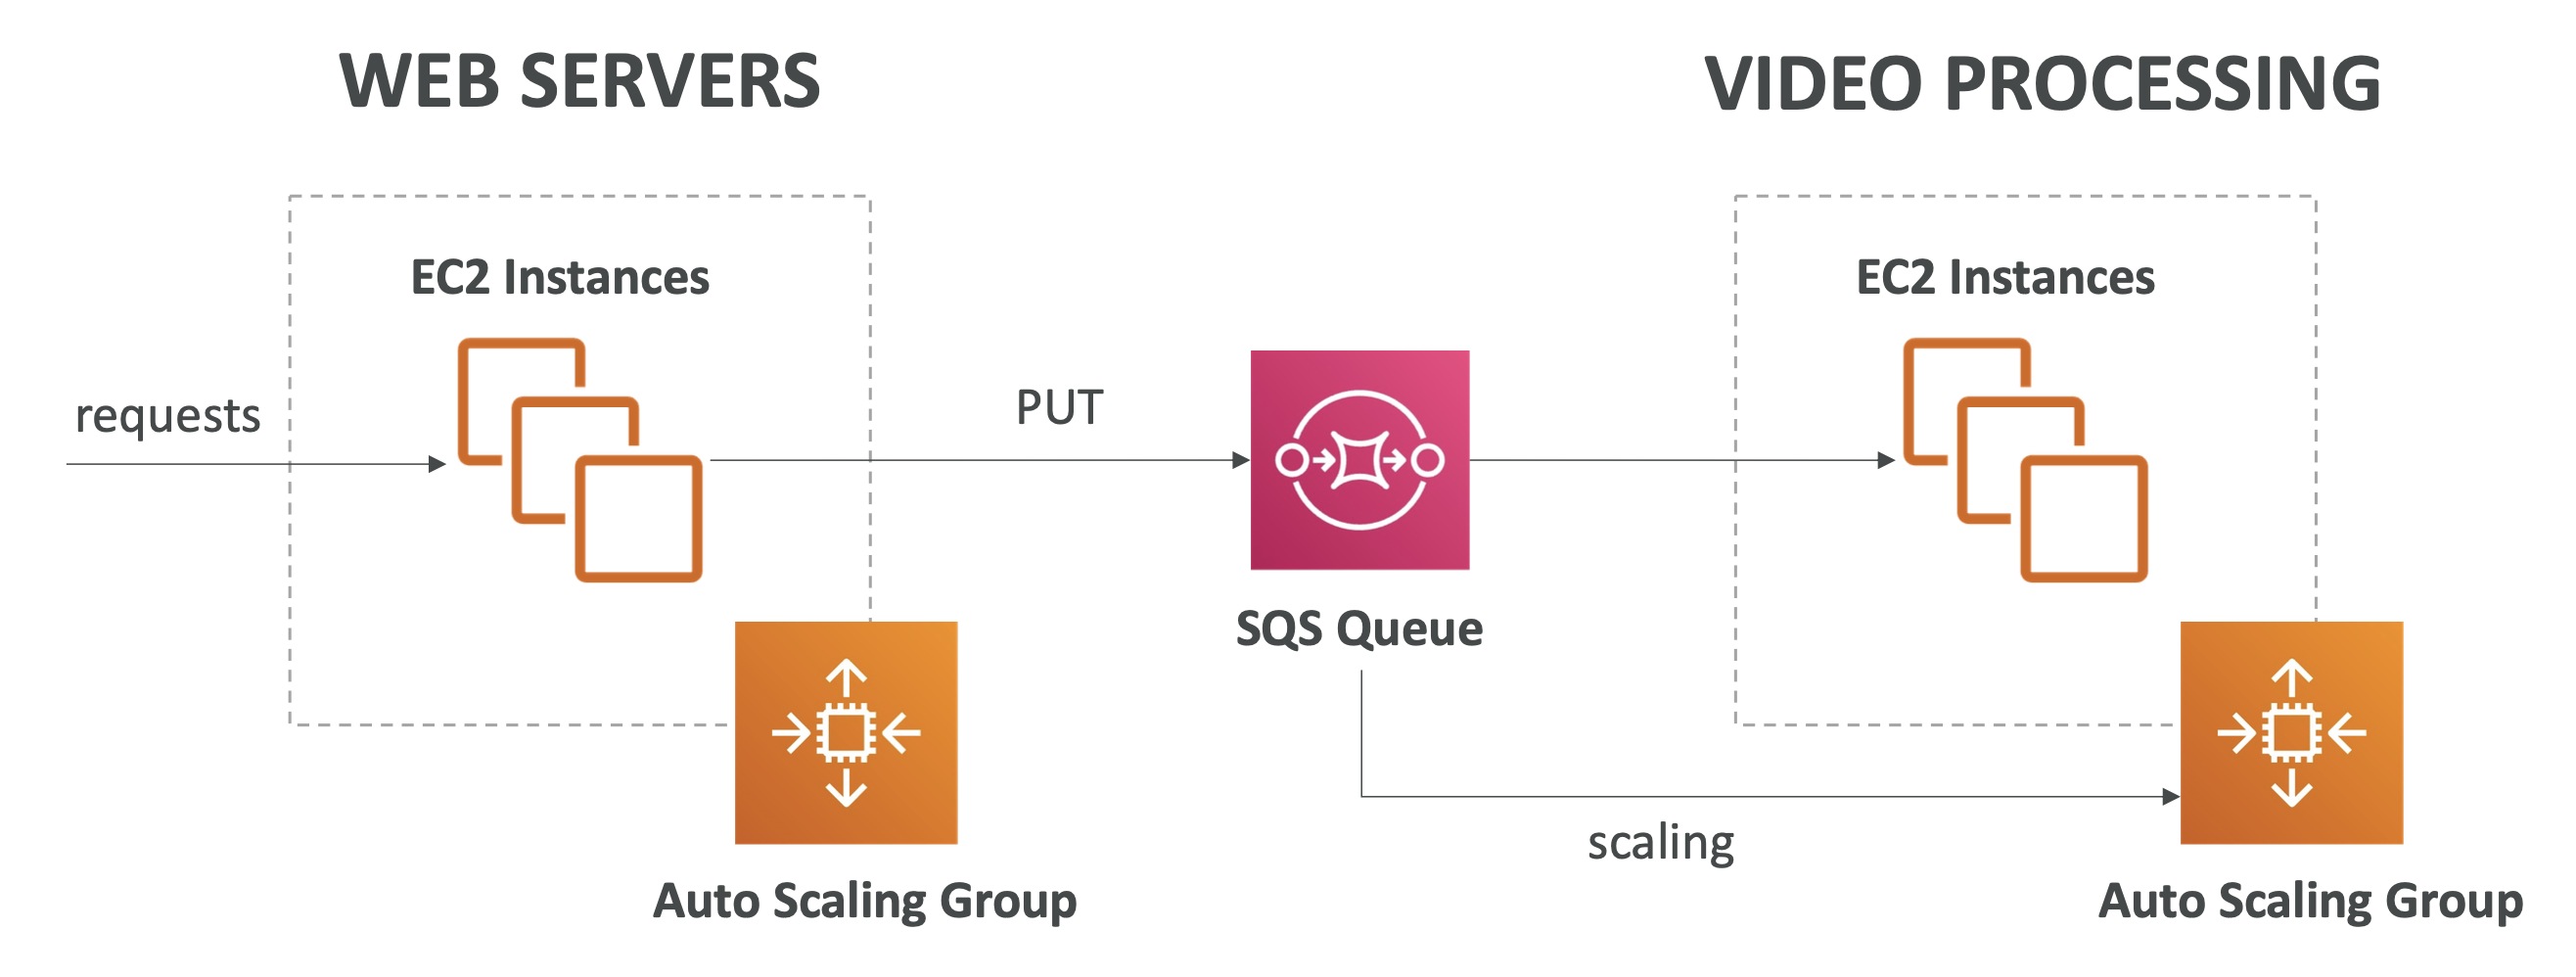 WEB SERVERS
VIDEO PROCESSING
EC2 Instances
EC2 Instances
requests
PUT
SQS Queue
scaling
Auto Scaling Group
Auto Scaling Group